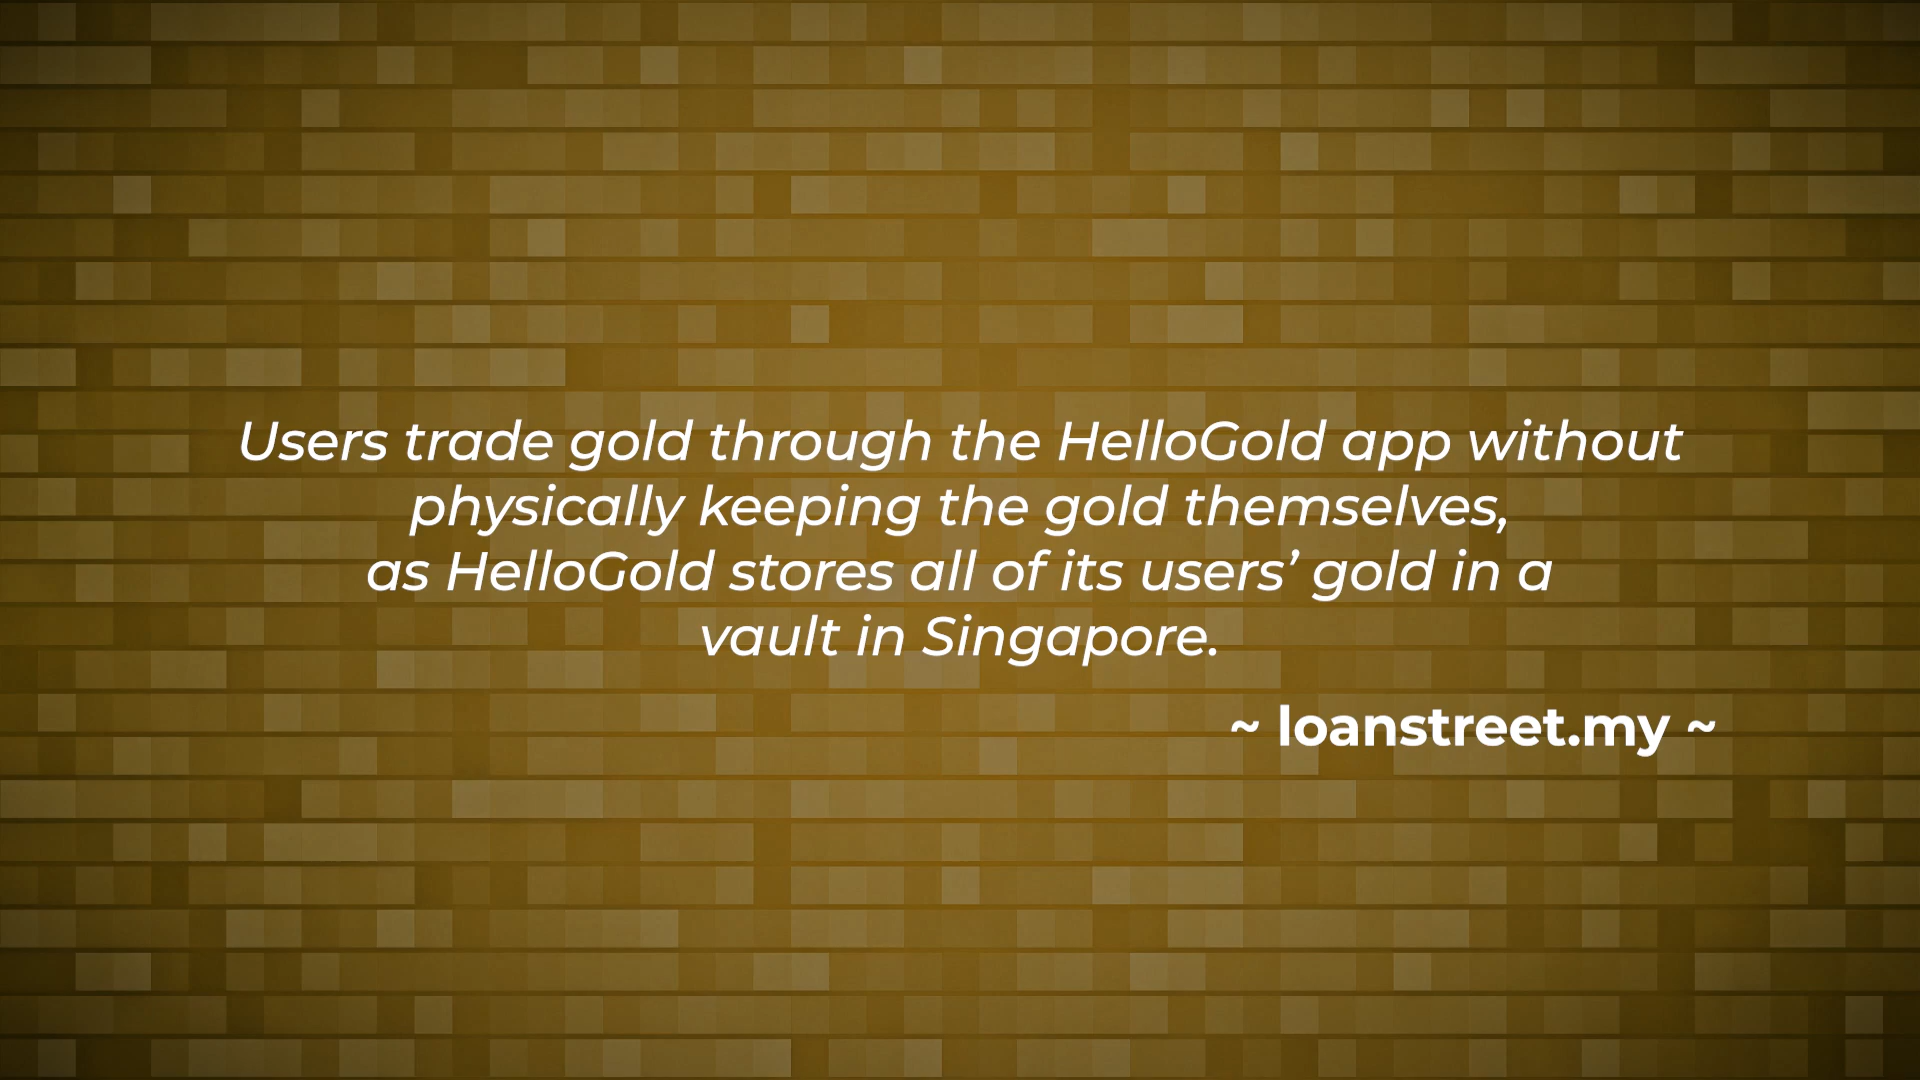 Users trade gold through the HelloGold app without
physically keeping the gold themselves,
as HelloGold stores all of its users’ gold in a
vault in Singapore.
~ loanstreet.my ~